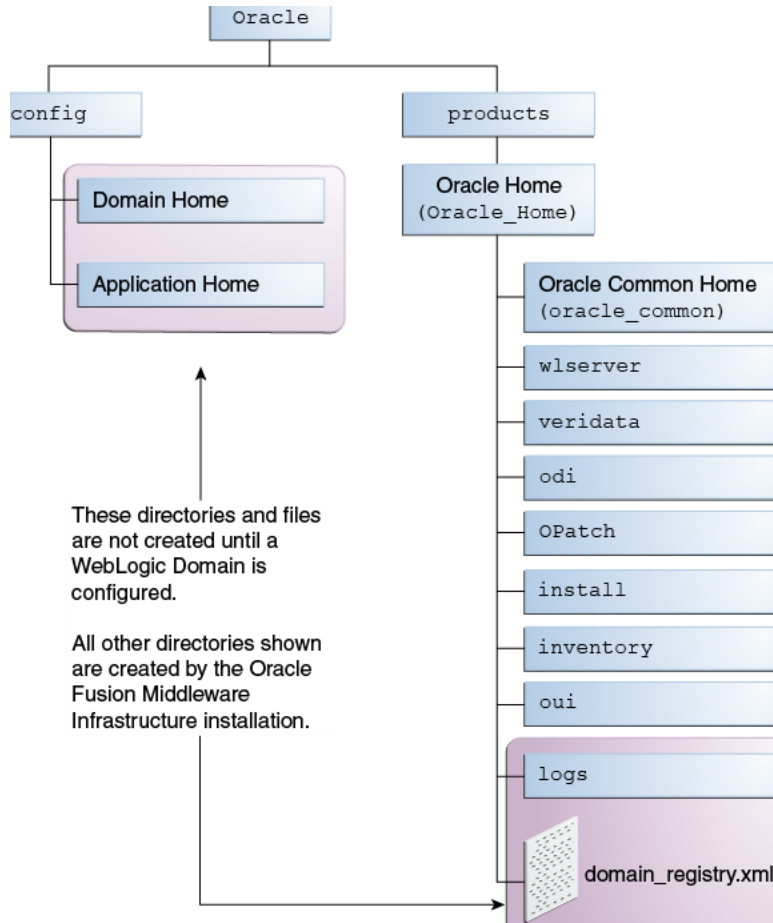 Oracle
config
products
Domain Home
Application Home
Oracle Home
(Oracle_Home)
Oracle Common Home
(oracle_common)
wlserver
veridata
odi
OPatch
install
inventory
oui
logs
domain_registry.xml
These directories and files
are not created until a
WebLogic Domain is
configured.
All other directories shown
are created by the Oracle
Fusion Middleware
Infrastructure installation.